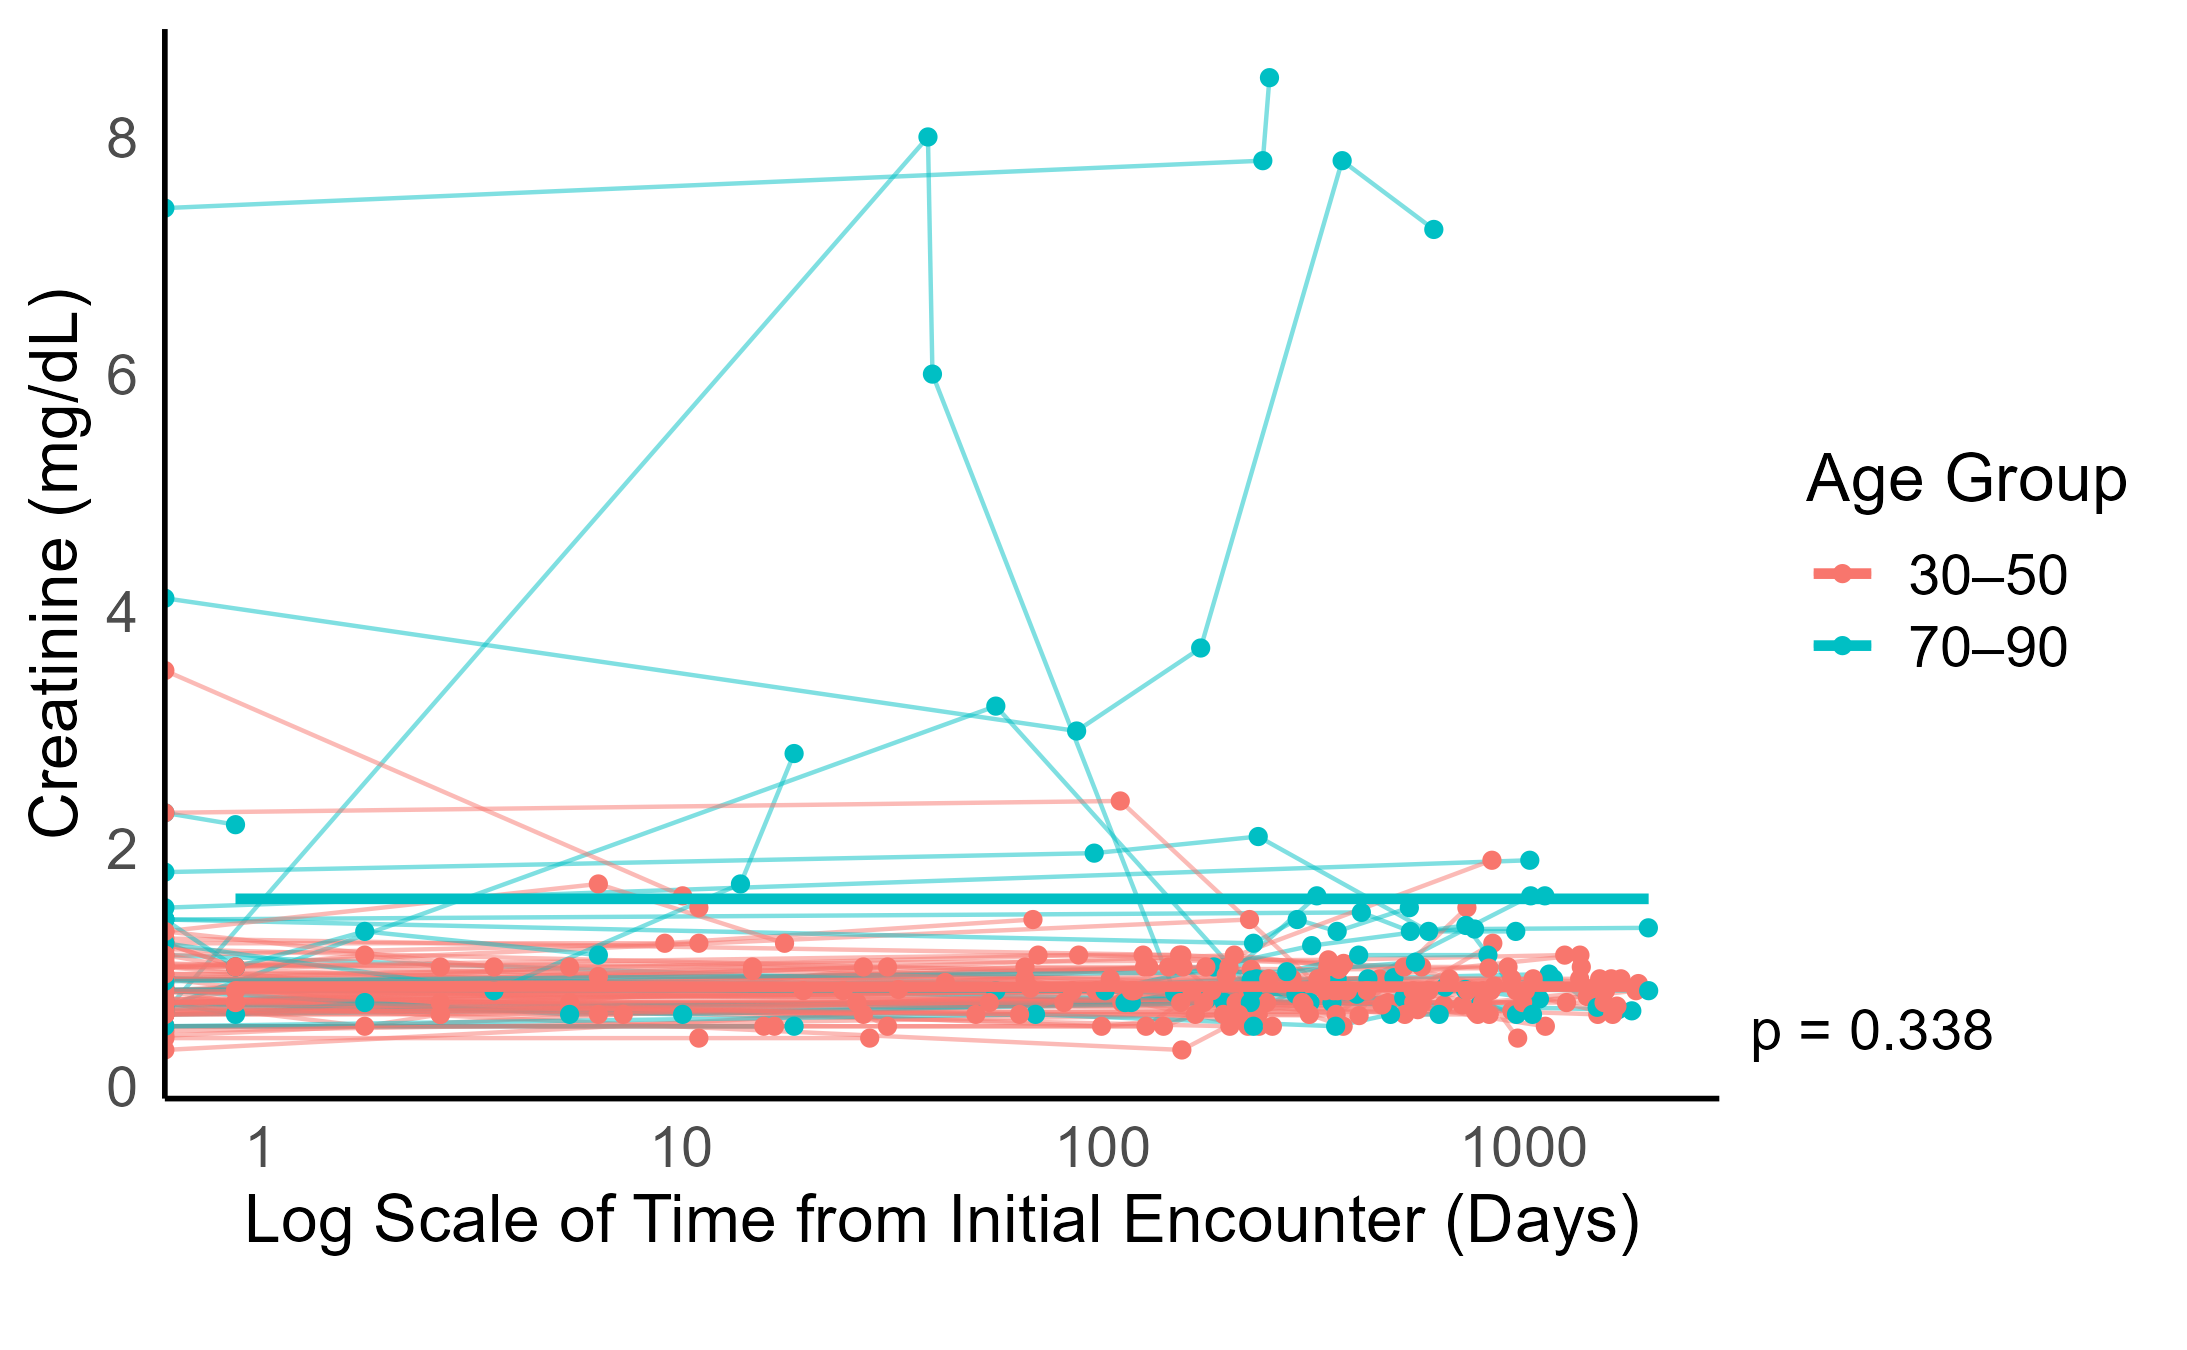 Creatinine (mg/dL)
8
6
4
2
0
1 10 100 1000
Log Scale of Time from Initial Encounter (Days)
Age Group
30–50
70–90
p = 0.338